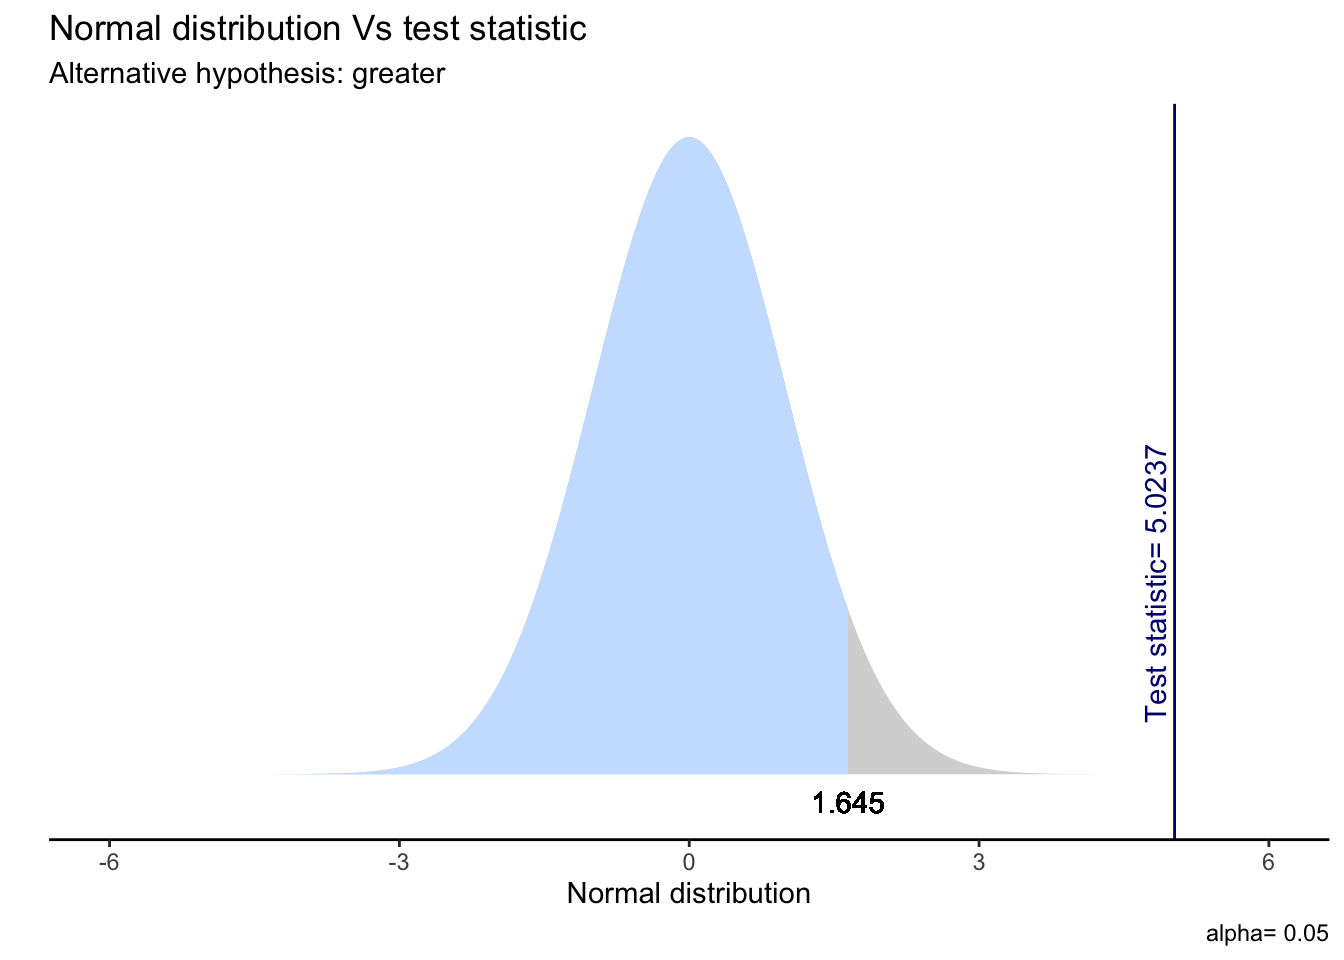 Normal distribution Vs test statistic
Alternative hypothesis: greater
Test statistic= 5.0237
1.645
-6 -3 0 3 6
Normal distribution
alpha= 0.05